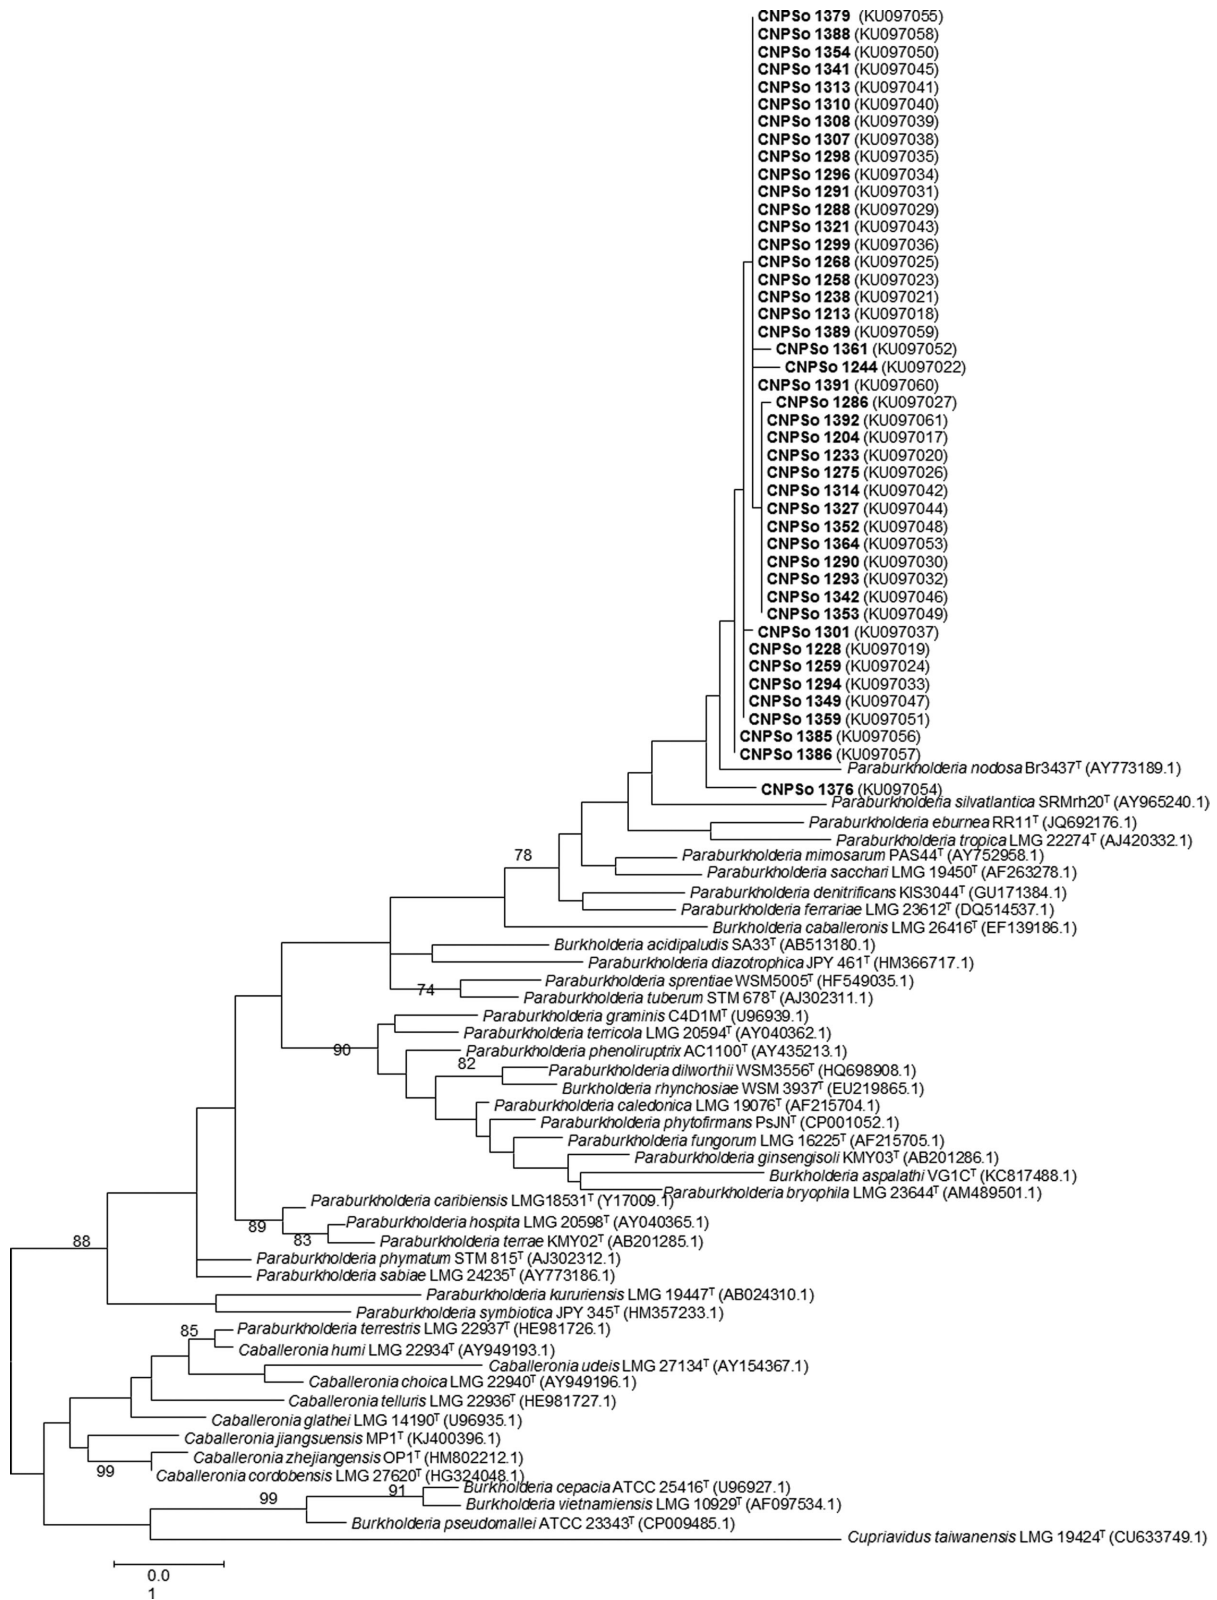 CNPSo 1379 (KU097055)
CNPSo 1388 (KU097058)
CNPSo 1354 (KU097050)
CNPSo 1341 (KU097045)
CNPSo 1313 (KU097041)
CNPSo 1310 (KU097040)
CNPSo 1308 (KU097039)
CNPSo 1307 (KU097038)
CNPSo 1298 (KU097035)
CNPSo 1296 (KU097034)
CNPSo 1291 (KU097031)
CNPSo 1288 (KU097029)
CNPSo 1321 (KU097043)
CNPSo 1299 (KU097036)
CNPSo 1268 (KU097025)
CNPSo 1258 (KU097023)
CNPSo 1238 (KU097021)
CNPSo 1213 (KU097018)
CNPSo 1389 (KU097059)
CNPSo 1361 (KU097052)
CNPSo 1244 (KU097022)
CNPSo 1391 (KU097060)
CNPSo 1286 (KU097027)
CNPSo 1392 (KU097061)
CNPSo 1204 (KU097017)
CNPSo 1233 (KU097020)
CNPSo 1275 (KU097026)
CNPSo 1314 (KU097042)
CNPSo 1327 (KU097044)
CNPSo 1352 (KU097048)
CNPSo 1364 (KU097053)
CNPSo 1290 (KU097030)
CNPSo 1293 (KU097032)
CNPSo 1342 (KU097046)
CNPSo 1353 (KU097049)
CNPSo 1301 (KU097037)
CNPSo 1228 (KU097019)
CNPSo 1259 (KU097024)
CNPSo 1294 (KU097033)
CNPSo 1349 (KU097047)
CNPSo 1359 (KU097051)
CNPSo 1385 (KU097056)
CNPSo 1386 (KU097057)
Paraburkholderia nodosa Br3437ᵀ (AY773189.1)
CNPSo 1376 (KU097054)
Paraburkholderia silvatlantica SRMrh20ᵀ (AY965240.1)
Paraburkholderia eburnea RR11ᵀ (JQ692176.1)
Paraburkholderia tropica LMG 22274ᵀ (AJ420332.1)
78
Paraburkholderia mimosarum PAS44ᵀ (AY752958.1)
Paraburkholderia sacchari LMG 19450ᵀ (AF263278.1)
Paraburkholderia denitrificans KIS3044ᵀ (GU171384.1)
Paraburkholderia ferrariae LMG 23612ᵀ (DQ514537.1)
Burkholderia caballeronis LMG 26416ᵀ (EF139186.1)
Burkholderia acidipaludis SA33ᵀ (AB513180.1)
Paraburkholderia diazotrophica JPY 461ᵀ (HM366717.1)
Paraburkholderia sprentiae WSM5005ᵀ (HF549035.1)
74
Paraburkholderia tuberum STM 678ᵀ (AJ302311.1)
Paraburkholderia graminis C4D1Mᵀ (U96939.1)
Paraburkholderia terricola LMG 20594ᵀ (AY040362.1)
90
Paraburkholderia phenoliruptrix AC1100ᵀ (AY435213.1)
82
Paraburkholderia dilworthii WSM3556ᵀ (HQ698908.1)
Burkholderia rhynchosiae WSM 3937ᵀ (EU219865.1)
Paraburkholderia caledonica LMG 19076ᵀ (AF215704.1)
Paraburkholderia phytofirmans PsJNᵀ (CP001052.1)
Paraburkholderia fungorum LMG 16225ᵀ (AF215705.1)
Paraburkholderia ginsengisoli KMY03ᵀ (AB201286.1)
Burkholderia aspalathi VG1Cᵀ (KC817488.1)
Paraburkholderia bryophila LMG 23644ᵀ (AM489501.1)
Paraburkholderia caribiensis LMG18531ᵀ (Y17009.1)
89
Paraburkholderia hospita LMG 20598ᵀ (AY040365.1)
83
Paraburkholderia terrae KMY02ᵀ (AB201285.1)
88
Paraburkholderia phymatum STM 815ᵀ (AJ302312.1)
Paraburkholderia sabiae LMG 24235ᵀ (AY773186.1)
Paraburkholderia kururiensis LMG 19447ᵀ (AB024310.1)
Paraburkholderia symbiotica JPY 345ᵀ (HM357233.1)
85
Paraburkholderia terrestris LMG 22937ᵀ (HE981726.1)
Caballeronia humi LMG 22934ᵀ (AY949193.1)
Caballeronia udeis LMG 27134ᵀ (AY154367.1)
Caballeronia choica LMG 22940ᵀ (AY949196.1)
Caballeronia telluris LMG 22936ᵀ (HE981727.1)
Caballeronia glathei LMG 14190ᵀ (U96935.1)
Caballeronia jiangsuensis MP1ᵀ (KJ400396.1)
Caballeronia zhejiangensis OP1ᵀ (HM802212.1)
99
Caballeronia cordobensis LMG 27620ᵀ (HG324048.1)
Burkholderia cepacia ATCC 25416ᵀ (U96927.1)
91
99
Burkholderia vietnamiensis LMG 10929ᵀ (AF097534.1)
Burkholderia pseudomallei ATCC 23343ᵀ (CP009485.1)
Cupriavidus taiwanensis LMG 19424ᵀ (CU633749.1)
0.0
1